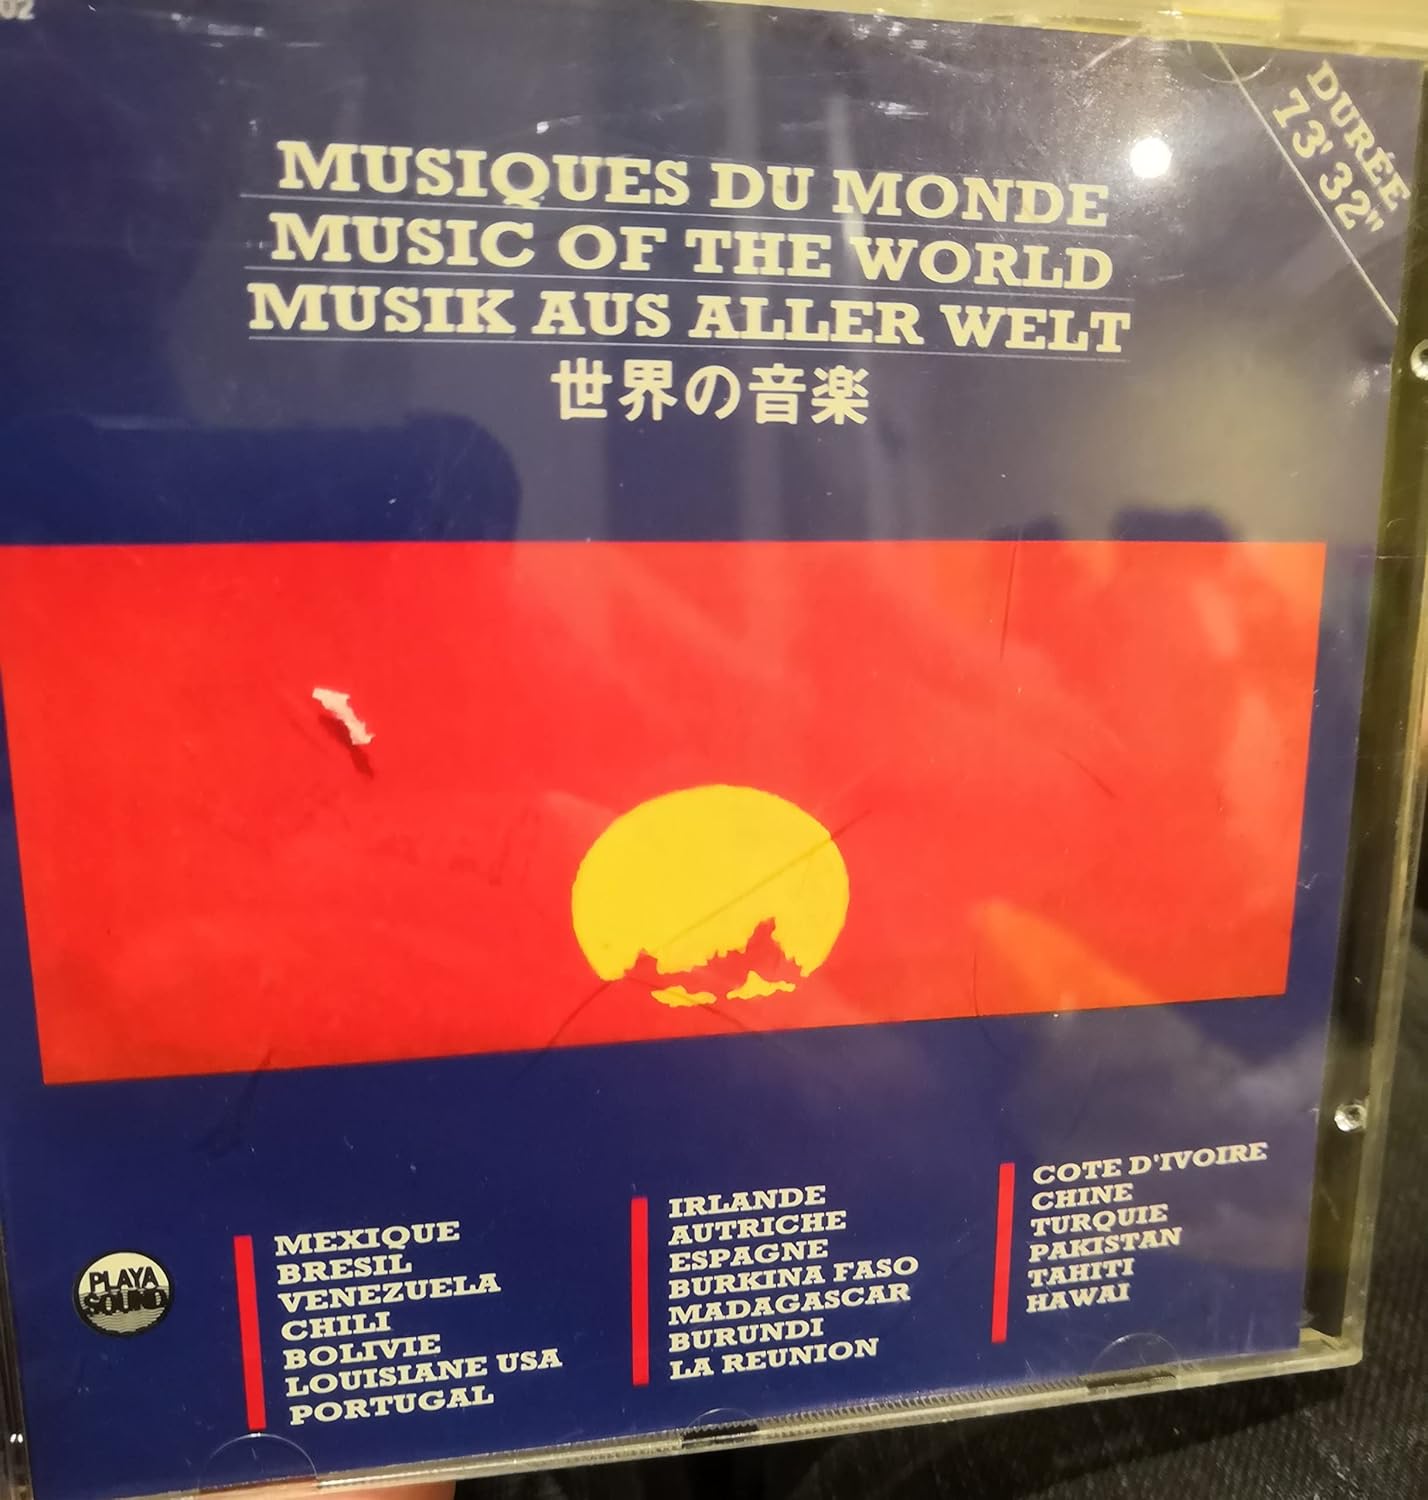 02
DURÉE
73' 32"
MUSIQUES DU MONDE
MUSIC OF THE WORLD
MUSIK AUS ALLER WELT
世界の音楽
PLAYA
SOUND
MEXIQUE
BRESIL
VENEZUELA
CHILI
BOLIVIE
LOUISIANE USA
PORTUGAL
IRLANDE
AUTRICHE
ESPAGNE
BURKINA FASO
MADAGASCAR
BURUNDI
LA REUNION
COTE D'IVOIRE
CHINE
TURQUIE
PAKISTAN
TAHITI
HAWAI